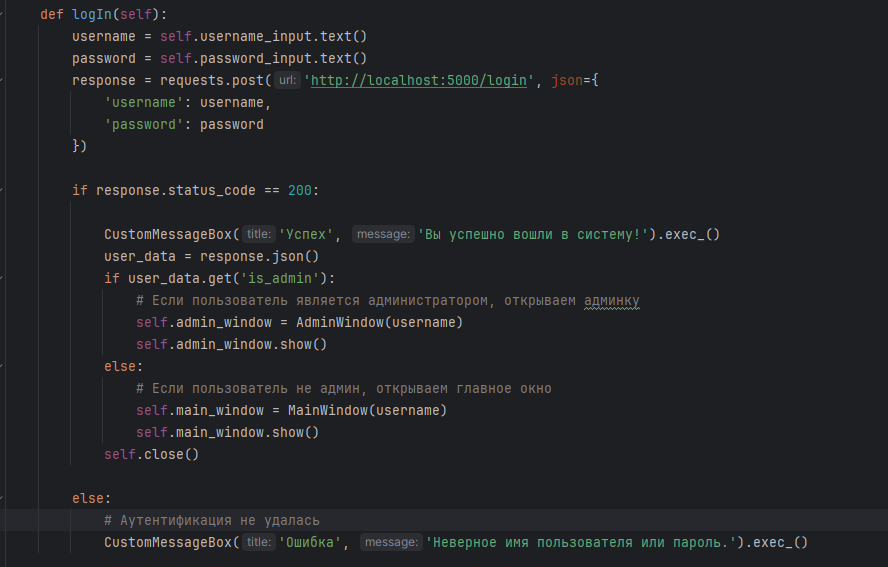 def logIn(self):
    username = self.username_input.text()
    password = self.password_input.text()
    response = requests.post( url: 'http://localhost:5000/login', json={
        'username': username,
        'password': password
    })
    if response.status_code == 200:
        CustomMessageBox( title: 'Успех', message: 'Вы успешно вошли в систему!').exec_()
        user_data = response.json()
        if user_data.get('is_admin'):
            # Если пользователь является администратором, открываем админку
            self.admin_window = AdminWindow(username)
            self.admin_window.show()
        else:
            # Если пользователь не админ, открываем главное окно
            self.main_window = MainWindow(username)
            self.main_window.show()
        self.close()
    else:
        # Аутентификация не удалась
        CustomMessageBox( title: 'Ошибка', message: 'Неверное имя пользователя или пароль.').exec_()